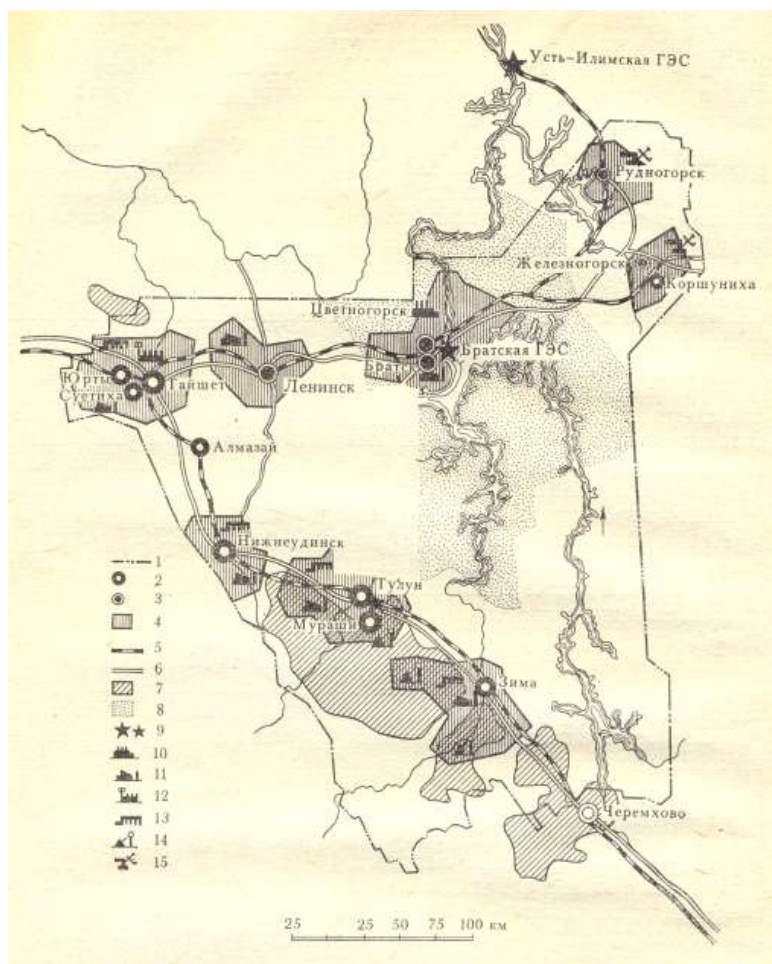 Усть-Илимская ГЭС
Рудногорск
Железногорск
Коршуниха
Цветногорск
Братская ГЭС
Братск
Юрты
Тайшет
Суетиха
Ленинск
Алмазай
Нижнеудинск
Тулун
Мураши
Зима
Черемхово
1
2
3
4
5
6
7
8
9
10
11
12
13
14
15
25 25 50 75 100 км